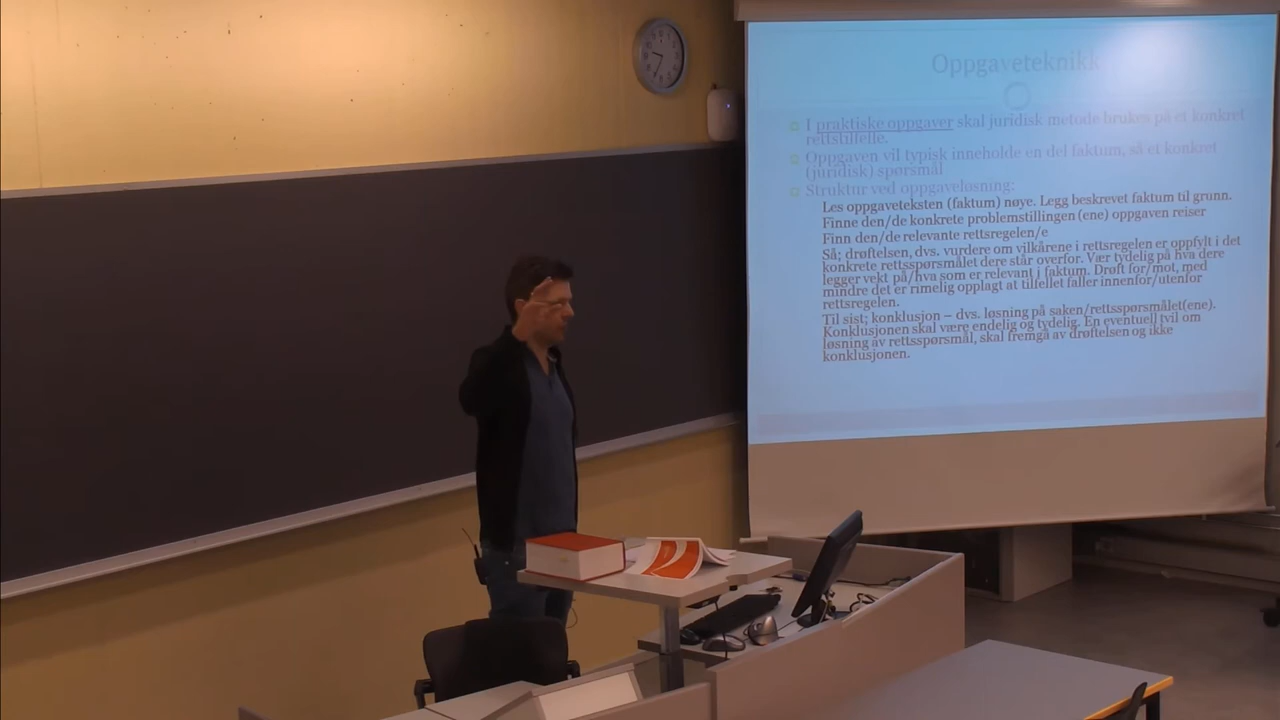 Oppgaveteknikk
I praktiske oppgaver skal juridisk metode brukes på et konkret
rettstilfelle.
Oppgaven vil typisk inneholde en del faktum, så et konkret
(juridisk) spørsmål
Struktur ved oppgaveløsning:
Les oppgaveteksten (faktum) nøye. Legg beskrevet faktum til grunn.
Finne den/de konkrete problemstillingen (ene) oppgaven reiser
Finn den/de relevante rettsregelen/e
Så; drøftelsen, dvs. vurdere om vilkårene i rettsregelen er oppfylt i det
konkrete rettsspørsmålet dere står overfor. Vær tydelig på hva dere
legger vekt på/hva som er relevant i faktum. Drøft for/mot, med
mindre det er rimelig opplagt at tilfellet faller innenfor/utenfor
rettsregelen.
Til sist; konklusjon – dvs. løsning på saken/rettsspørsmålet(ene).
Konklusjonen skal være endelig og tydelig. En eventuell tvil om
løsning av rettsspørsmål, skal fremgå av drøftelsen og ikke
konklusjonen.